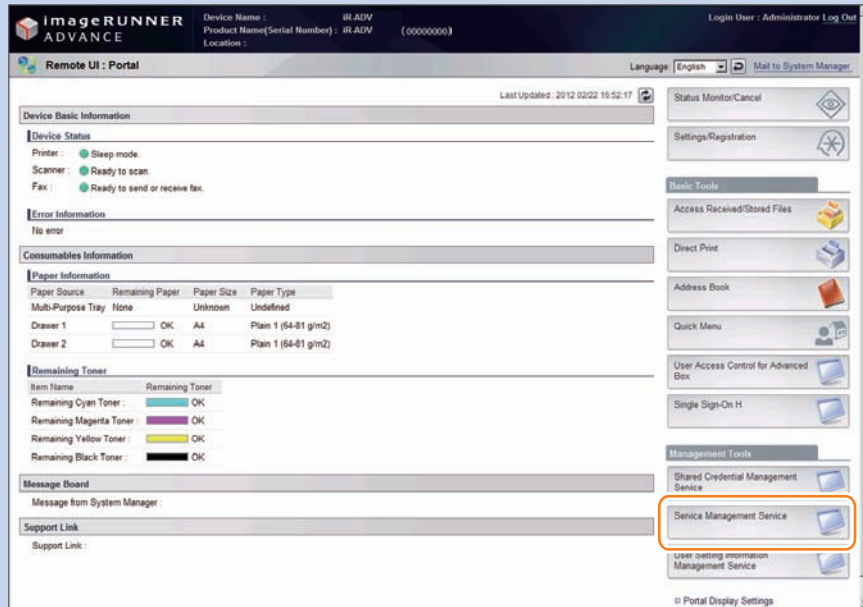 imageRUNNER
ADVANCE
Device Name : iR-ADV
Product Name(Serial Number) : iR-ADV (00000000)
Location :
Login User : Administrator Log Out
Remote UI : Portal
Language: English Mail to System Manager
Last Updated : 2012 02/22 16:52:17
Device Basic Information
Device Status
Printer : Sleep mode.
Scanner : Ready to scan.
Fax : Ready to send or receive fax.
Error Information
No error
Consumables Information
Paper Information
Paper Source Remaining Paper Paper Size Paper Type
Multi-Purpose Tray None Unknown Undefined
Drawer 1 OK A4 Plain 1 (64-81 g/m2)
Drawer 2 OK A4 Plain 1 (64-81 g/m2)
Remaining Toner
Item Name Remaining Toner
Remaining Cyan Toner : OK
Remaining Magenta Toner : OK
Remaining Yellow Toner : OK
Remaining Black Toner : OK
Message Board
Message from System Manager :
Support Link
Support Link :
Status Monitor/Cancel
Settings/Registration
Basic Tools
Access Received/Stored Files
Direct Print
Address Book
Quick Menu
User Access Control for Advanced
Box
Single Sign-On H
Management Tools
Shared Credential Management
Service
Service Management Service
User Setting Information
Management Service
Portal Display Settings